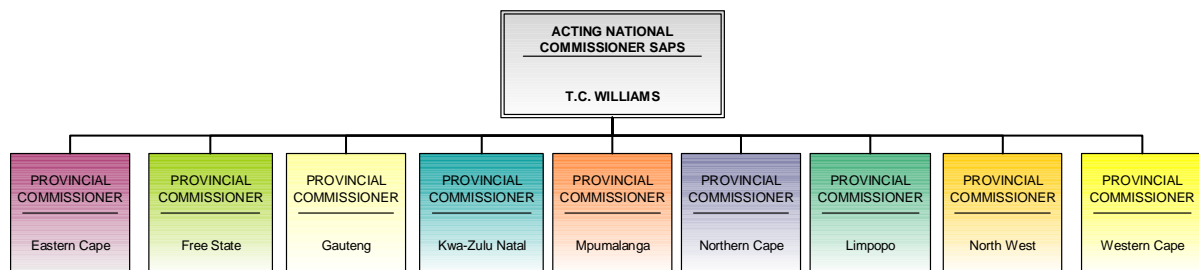 ACTING NATIONAL
COMMISSIONER SAPS
T.C. WILLIAMS
PROVINCIAL
COMMISSIONER
Eastern Cape
PROVINCIAL
COMMISSIONER
Free State
PROVINCIAL
COMMISSIONER
Gauteng
PROVINCIAL
COMMISSIONER
Kwa-Zulu Natal
PROVINCIAL
COMMISSIONER
Mpumalanga
PROVINCIAL
COMMISSIONER
Northern Cape
PROVINCIAL
COMMISSIONER
Limpopo
PROVINCIAL
COMMISSIONER
North West
PROVINCIAL
COMMISSIONER
Western Cape